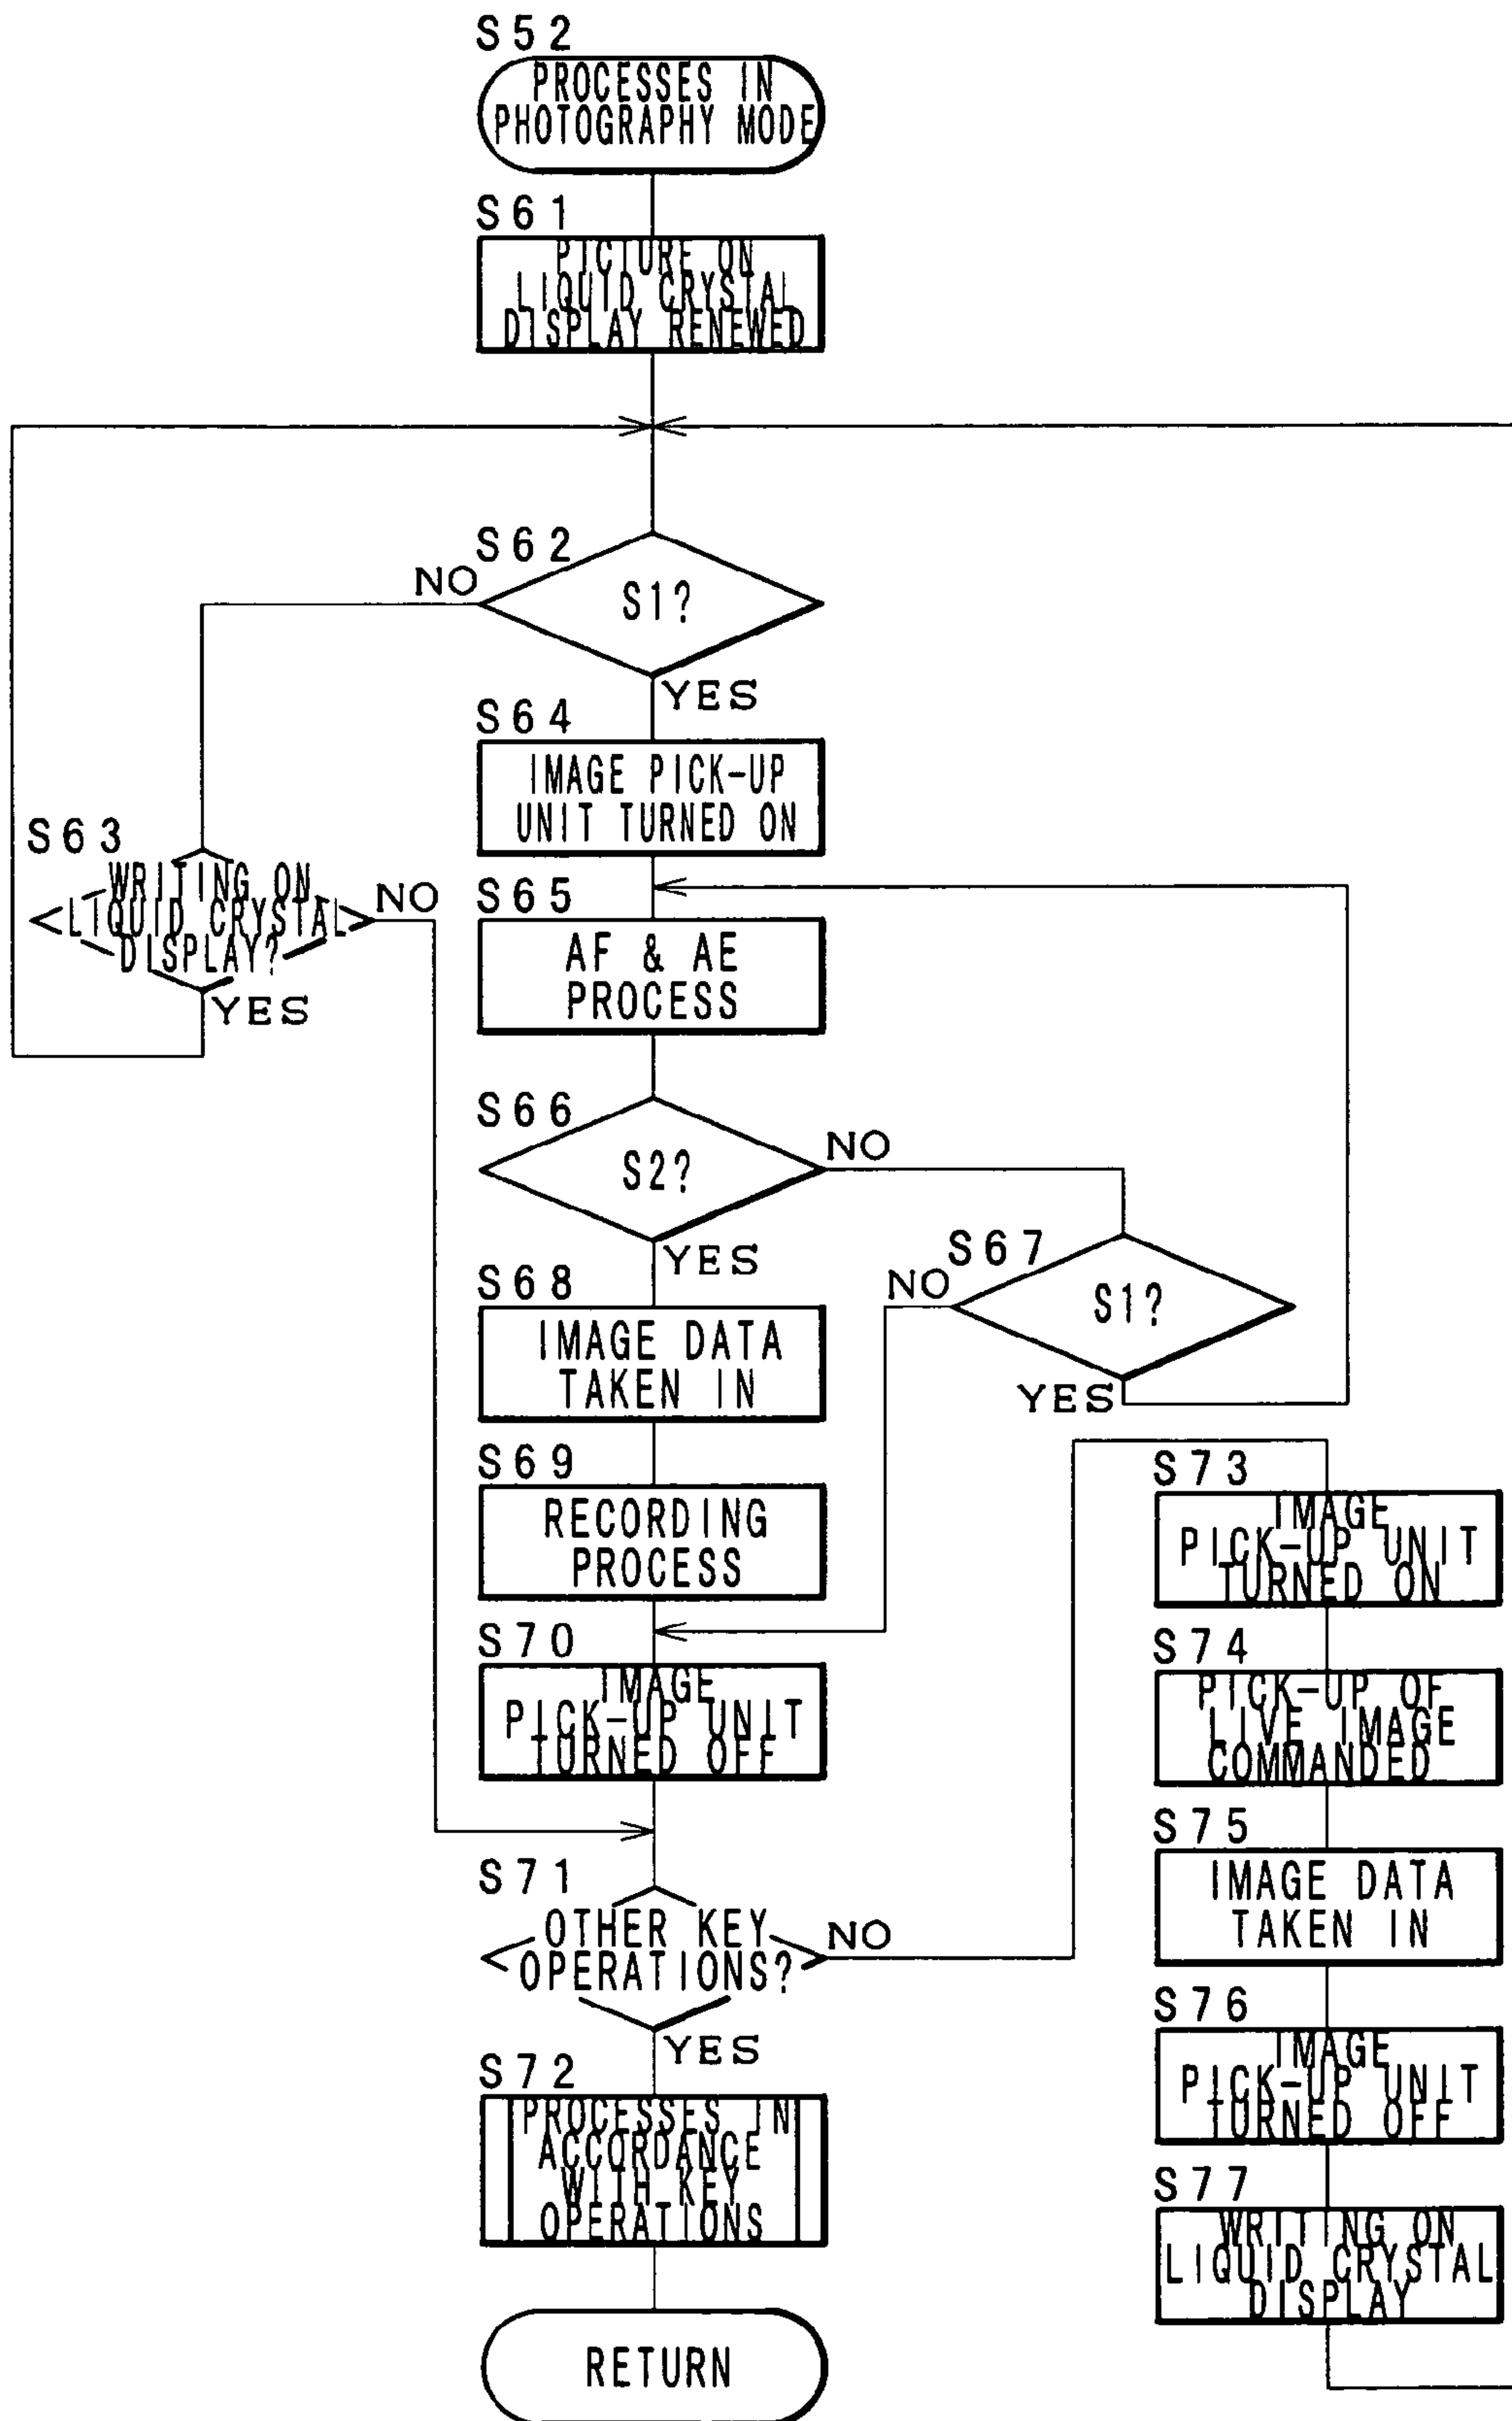 S52
PROCESSES IN
PHOTOGRAPHY MODE
S61
PICTURE ON
LIQUID CRYSTAL
DISPLAY RENEWED
S62
NO
S1?
YES
S64
IMAGE PICK-UP
UNIT TURNED ON
S63
WRITING ON
LIQUID CRYSTAL
DISPLAY?
NO
YES
S65
AF & AE
PROCESS
S66
S2?
NO
YES
S67
NO
S1?
YES
S68
IMAGE DATA
TAKEN IN
S69
RECORDING
PROCESS
S70
IMAGE
PICK-UP UNIT
TURNED OFF
S71
OTHER KEY
OPERATIONS?
NO
YES
S72
PROCESSES IN
ACCORDANCE
WITH KEY
OPERATIONS
RETURN
S73
IMAGE
PICK-UP UNIT
TURNED ON
S74
PICK-UP OF
LIVE IMAGE
COMMANDED
S75
IMAGE DATA
TAKEN IN
S76
IMAGE
PICK-UP UNIT
TURNED OFF
S77
WRITING ON
LIQUID CRYSTAL
DISPLAY